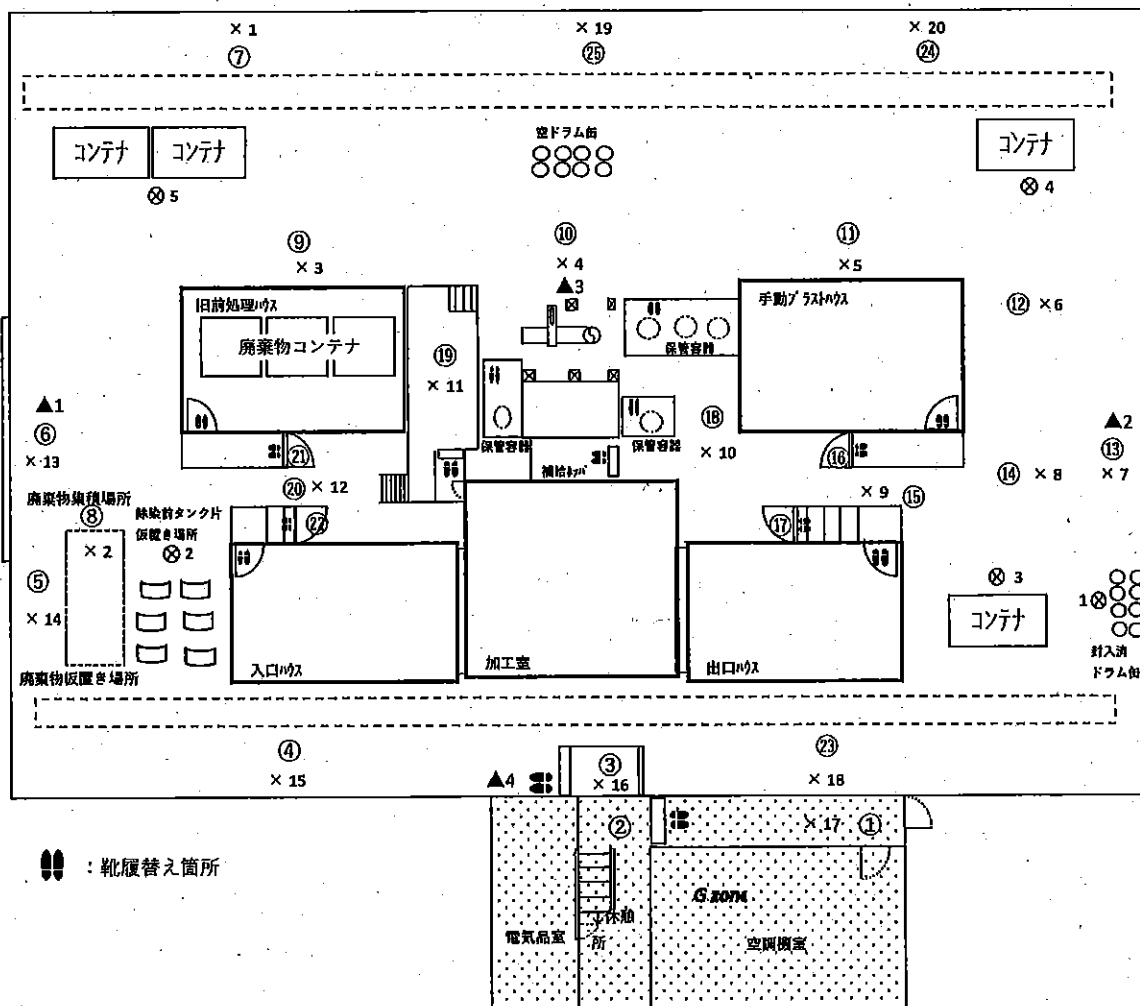 × 1
× 19
× 20
⑦
㉕
㉔
空ドラム缶
コンテナ
コンテナ
コンテナ
⊗ 5
⊗ 4
⑨
⑩
⑪
× 3
× 4
× 5
▲3
旧前処理ハウス
手動ブラストハウス
⑫ × 6
廃棄物コンテナ
保管容器
⑲
× 11
▲1
▲2
⑥
⑱
⑬
保管容器
保管容器
× 13
㉑
補給ホッパ
× 10
⑯
⑭ × 8
× 7
⑳ × 12
× 9
⑮
廃棄物集積場所
⑧
除染前タンク片
仮置き場所
㉒
⑰
× 2
⊗ 2
⑤
⊗ 3
1⊗
× 14
コンテナ
封入済
ドラム缶
廃棄物仮置き場所
入口ハウス
加工室
出口ハウス
④
③
㉓
× 15
▲4
× 16
× 18
②
× 17
①
：靴履替え箇所
G zone
休憩
所
電気品室
空調機室